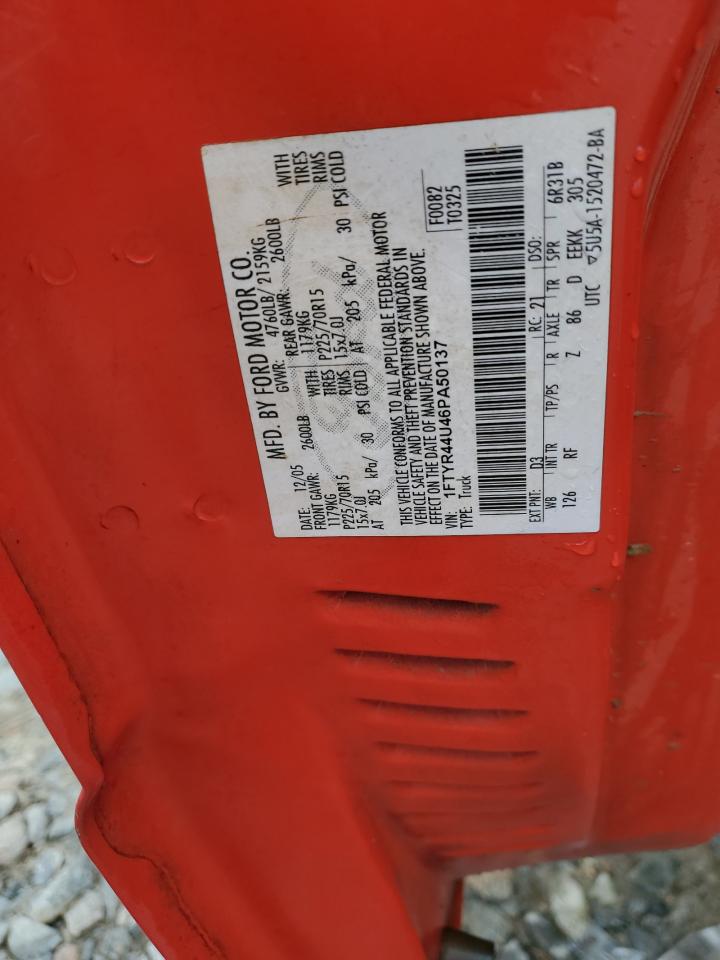 MFD. BY FORD MOTOR CO.
DATE: 12/05 GVWR: 4760LB/ 2159KG
FRONT GAWR: 2600LB REAR GAWR: 2600LB
1179KG WITH 1179KG WITH
P225/70R15 TIRES P225/70R15 TIRES
15x7.0J RIMS 15x7.0J RIMS
AT 205 kPa/ 30 PSI COLD AT 205 kPa/ 30 PSI COLD
THIS VEHICLE CONFORMS TO ALL APPLICABLE FEDERAL MOTOR
VEHICLE SAFETY AND THEFT PREVENTION STANDARDS IN
EFFECT ON THE DATE OF MANUFACTURE SHOWN ABOVE.
VIN: 1FTYR44U46PA50137 F0082
TYPE: Truck T0325
EXT PNT: D3 RC: 21 DSO:
WB INT TR TP/PS R AXLE TR SPR 6R31B
126 RF Z 86 D EEKK 305
UTC ▽5U5A-1520472-BA